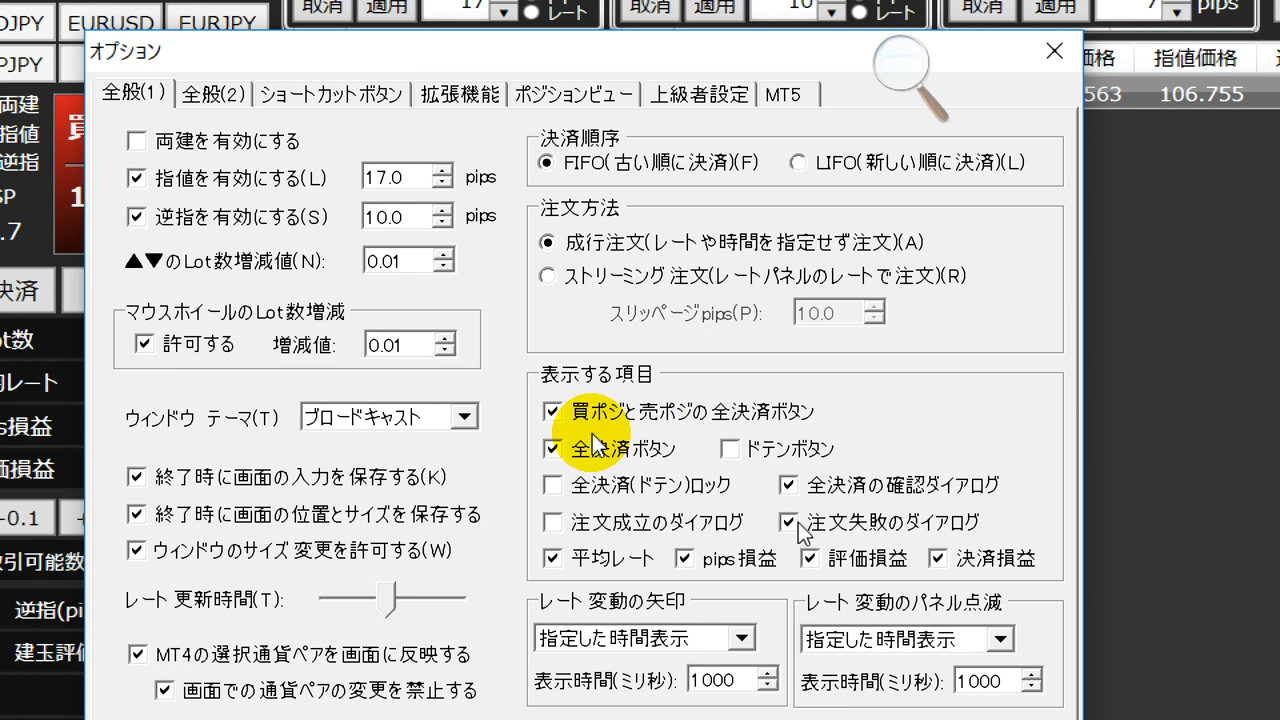 EURUSD EURJPY
取消 適用 17 レート 取消 適用 10 レート 取消 適用 7 pips
PJPY
オプション
価格 指値価格
563 106.755
全般(1) 全般(2) ショートカットボタン 拡張機能 ポジションビュー 上級者設定 MT5
両建
指値
逆指
買
SP
.7
決済
数
レート
損益
損益
-0.1
引可能数
逆指(pi
建玉評
両建を有効にする
指値を有効にする(L) 17.0 pips
逆指を有効にする(S) 10.0 pips
▲▼のLot数増減値(N): 0.01
マウスホイールのLot数増減
許可する 増減値: 0.01
ウィンドウ テーマ(T) ブロードキャスト
終了時に画面の入力を保存する(K)
終了時に画面の位置とサイズを保存する
ウィンドウのサイズ変更を許可する(W)
レート更新時間(T):
MT4の選択通貨ペアを画面に反映する
画面での通貨ペアの変更を禁止する
決済順序
FIFO(古い順に決済)(F) LIFO(新しい順に決済)(L)
注文方法
成行注文(レートや時間を指定せず注文)(A)
ストリーミング注文(レートパネルのレートで注文)(R)
スリッページpips(P): 10.0
表示する項目
買ポジと売ポジの全決済ボタン
全決済ボタン ドテンボタン
全決済(ドテン)ロック 全決済の確認ダイアログ
注文成立のダイアログ 注文失敗のダイアログ
平均レート pips損益 評価損益 決済損益
レート変動の矢印
指定した時間表示
表示時間(ミリ秒): 1000
レート変動のパネル点滅
指定した時間表示
表示時間(ミリ秒): 1000